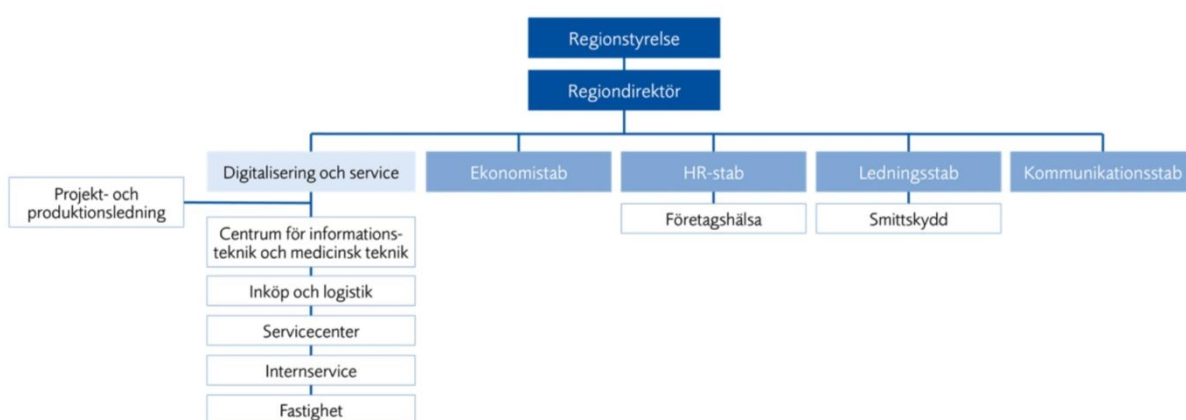 Regionstyrelse
Regiondirektör
Digitalisering och service
Ekonomistab
HR-stab
Ledningsstab
Kommunikationsstab
Projekt- och
produktionsledning
Företagshälsa
Smittskydd
Centrum för informations-
teknik och medicinsk teknik
Inköp och logistik
Servicecenter
Internservice
Fastighet